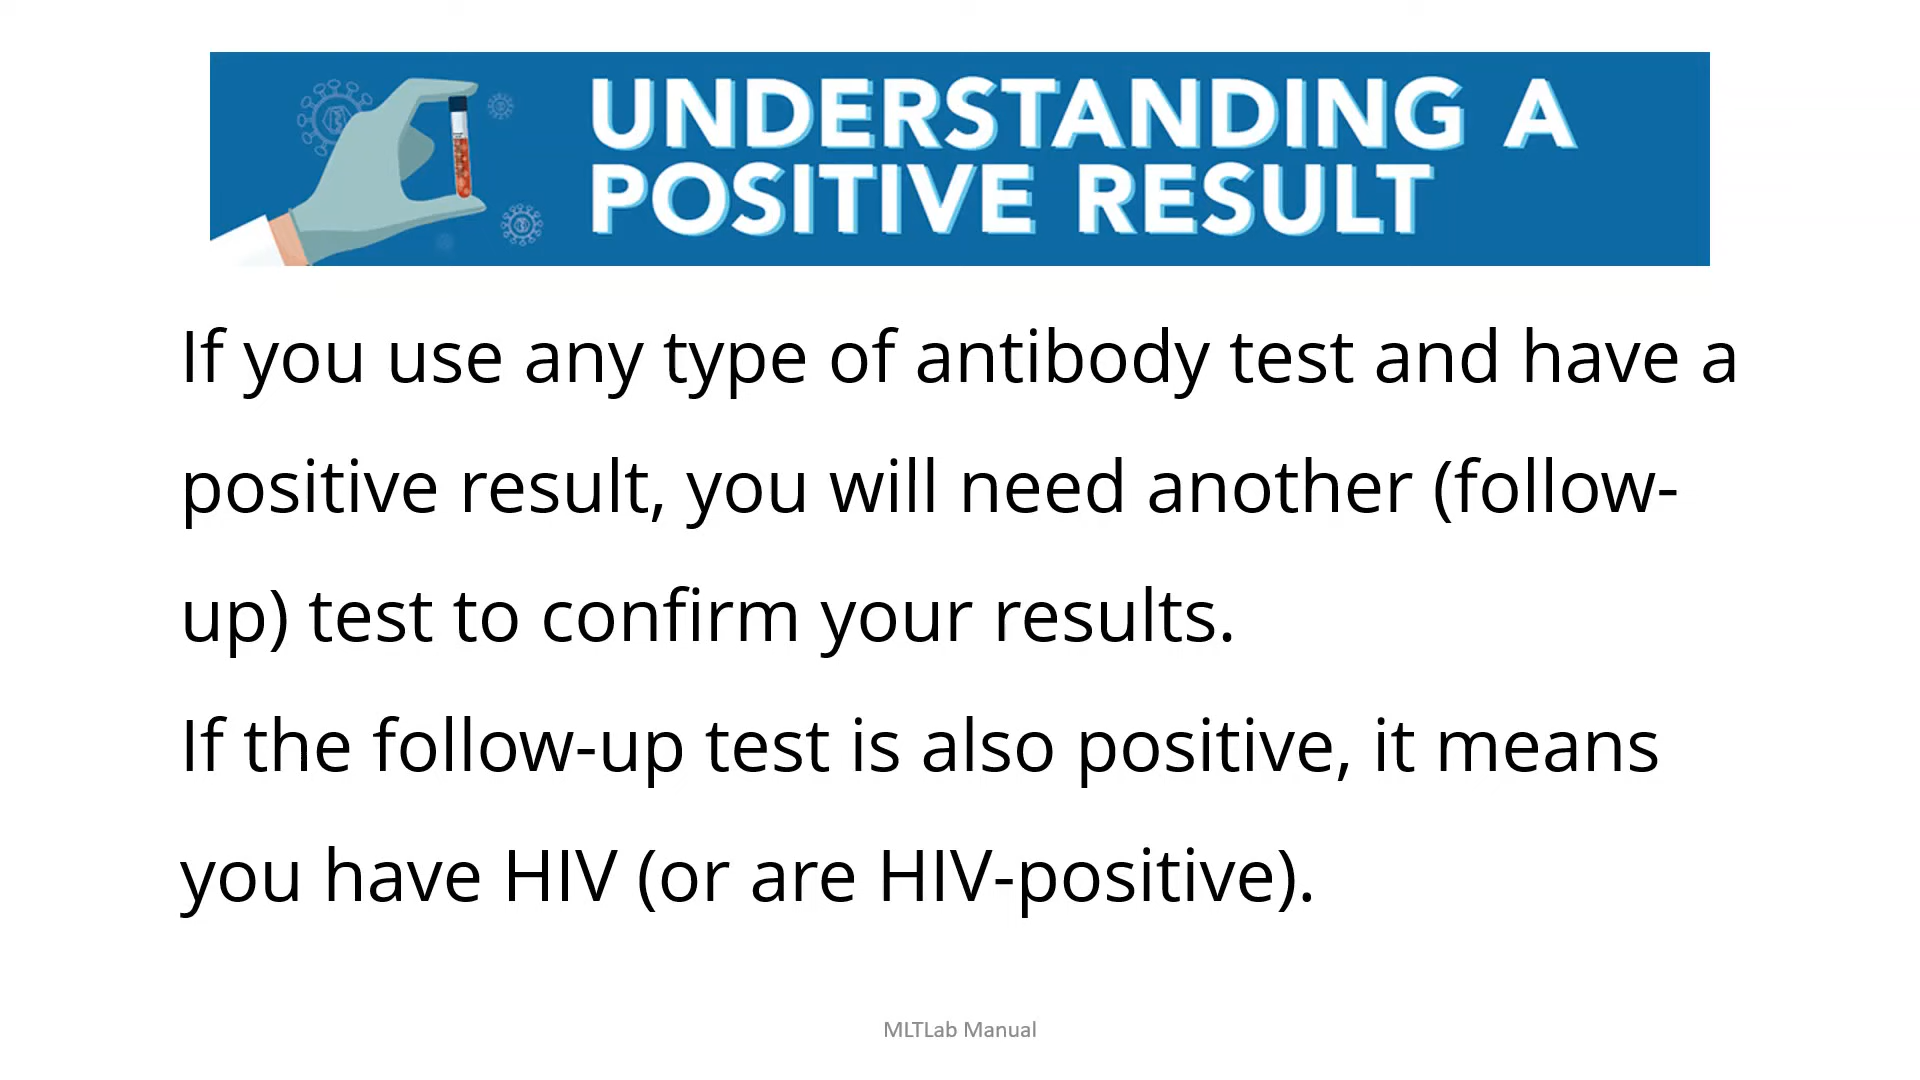 UNDERSTANDING A
POSITIVE RESULT
If you use any type of antibody test and have a
positive result, you will need another (follow-
up) test to confirm your results.
If the follow-up test is also positive, it means
you have HIV (or are HIV-positive).
MLTLab Manual